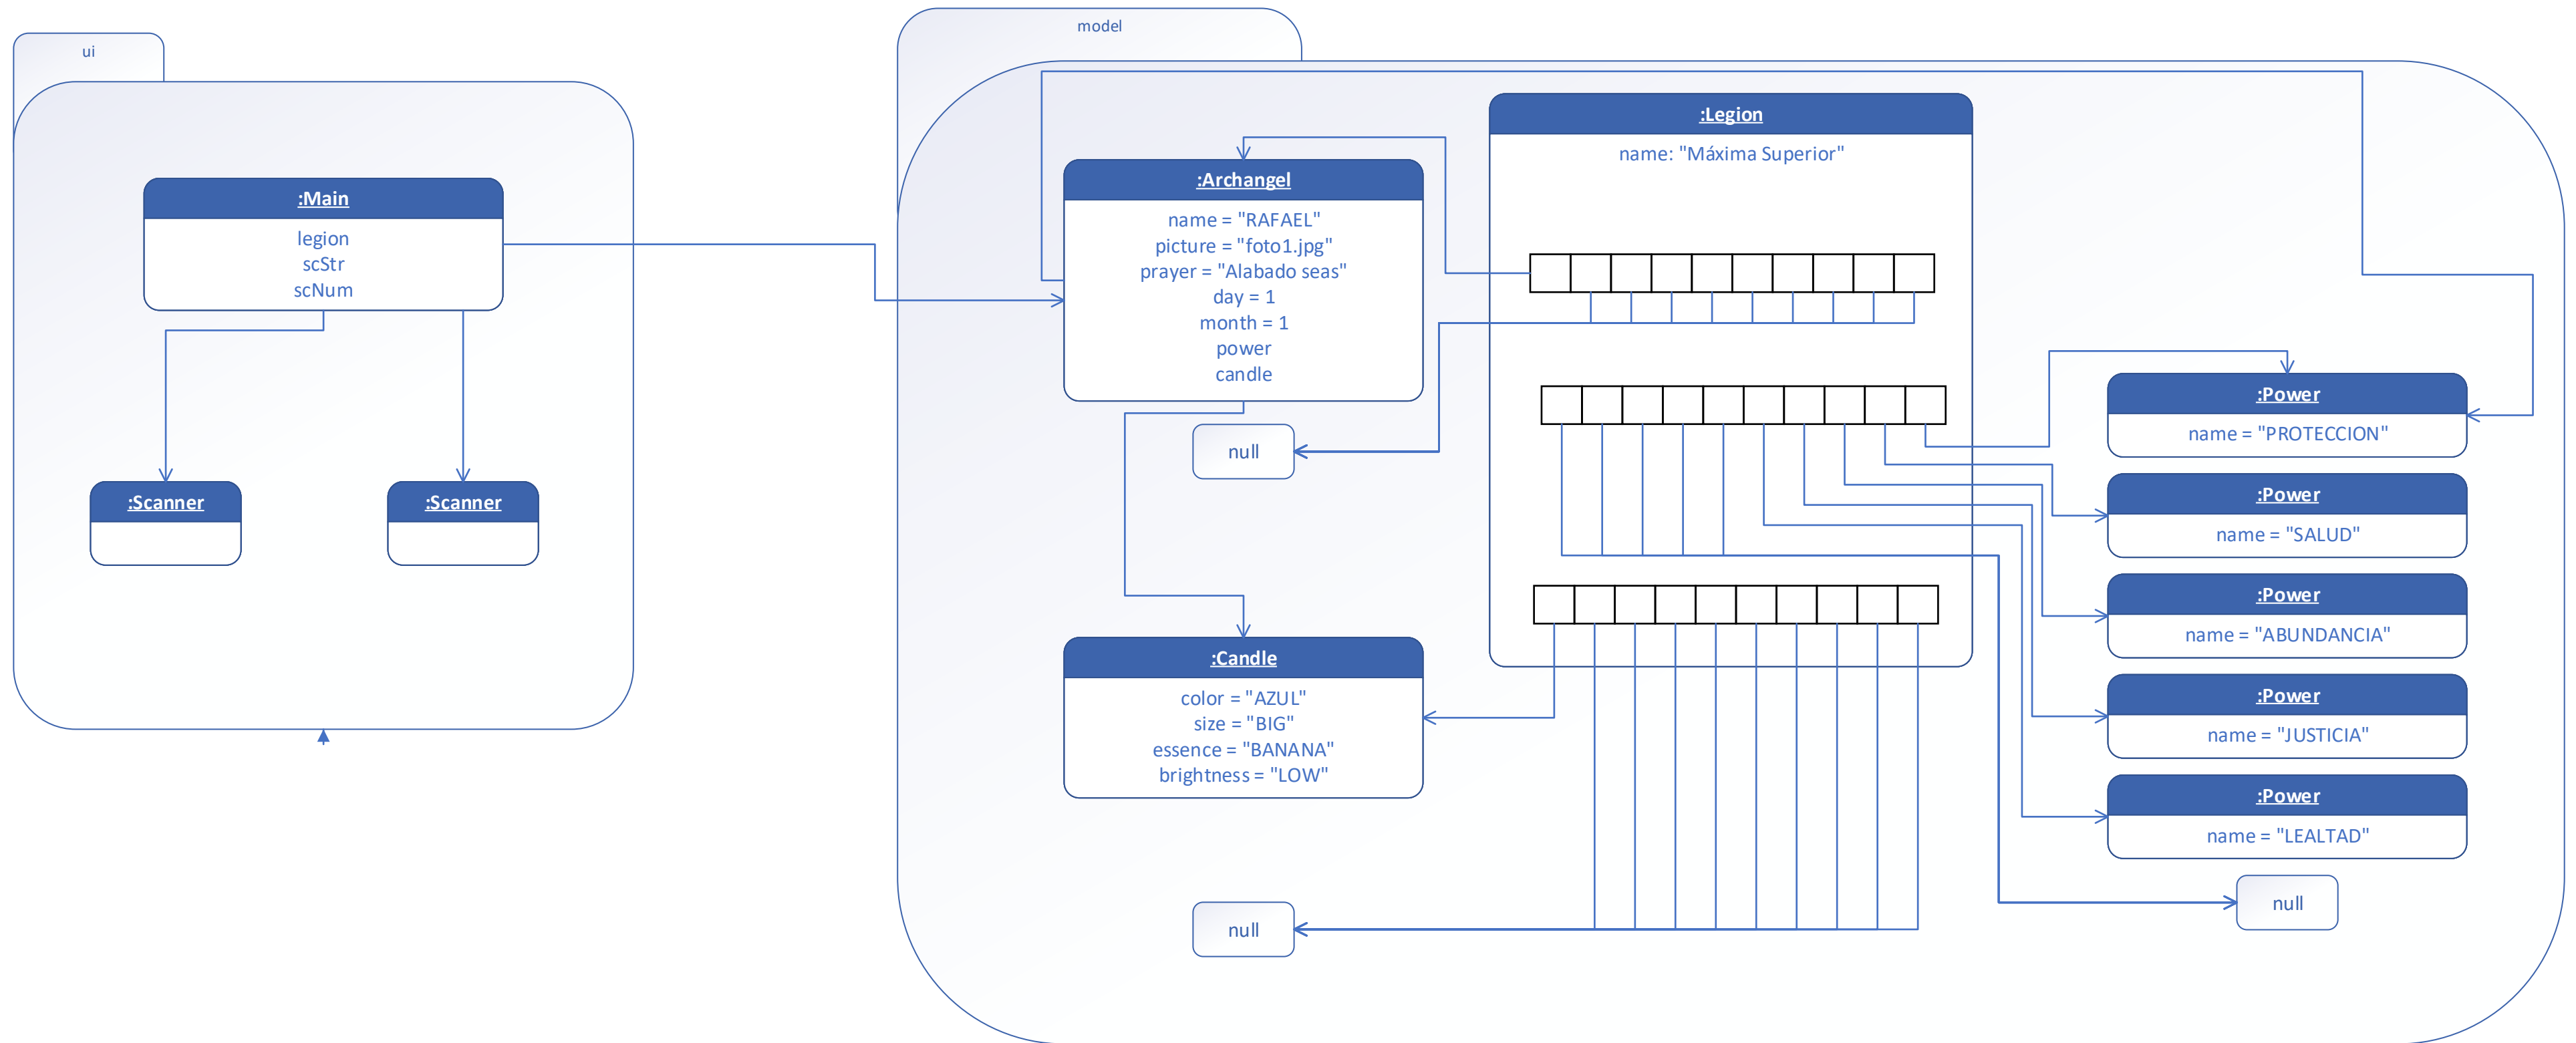 ui
:Main
legion
scStr
scNum
:Scanner
:Scanner
model
:Archangel
name = "RAFAEL"
picture = "foto1.jpg"
prayer = "Alabado seas"
day = 1
month = 1
power
candle
null
:Candle
color = "AZUL"
size = "BIG"
essence = "BANANA"
brightness = "LOW"
null
:Legion
name: "Máxima Superior"
:Power
name = "PROTECCION"
:Power
name = "SALUD"
:Power
name = "ABUNDANCIA"
:Power
name = "JUSTICIA"
:Power
name = "LEALTAD"
null